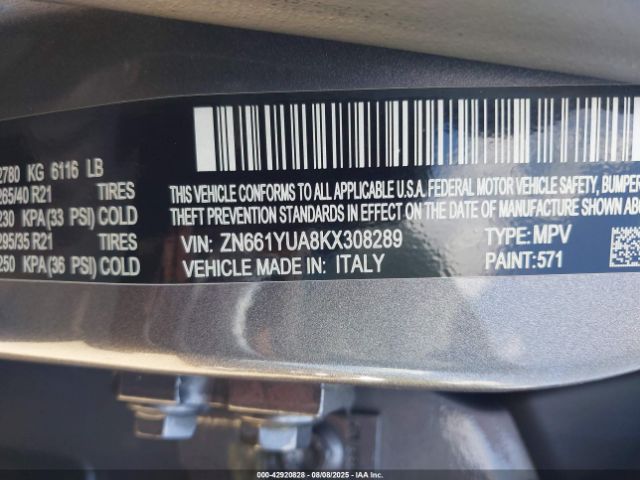 2780 KG 6116 LB
265/40 R21 TIRES
230 KPA(33 PSI) COLD
295/35 R21 TIRES
250 KPA(36 PSI) COLD
THIS VEHICLE CONFORMS TO ALL APPLICABLE U.S.A. FEDERAL MOTOR VEHICLE SAFETY, BUMPER
THEFT PREVENTION STANDARDS IN EFFECT ON THE DATE OF MANUFACTURE SHOWN ABO
VIN: ZN661YUA8KX308289 TYPE: MPV
VEHICLE MADE IN: ITALY PAINT:571
000-42920828 - 08/08/2025 - IAA Inc.